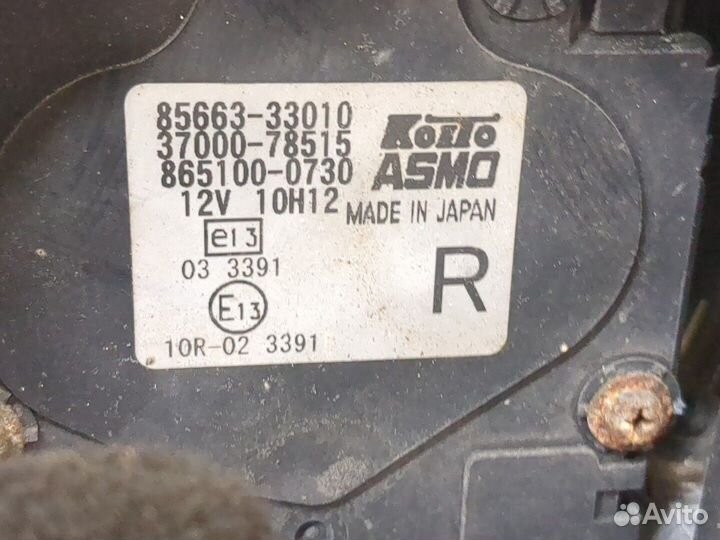 85663-33010
37000-78515
865100-0730
12V 10H12
KOITO
ASMO
MADE IN JAPAN
e13
03 3391
E13
10R-02 3391
R
Avito